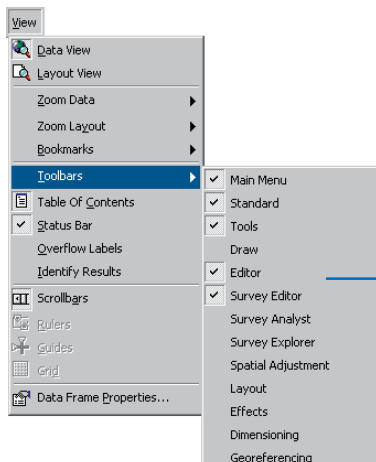 View
Data View
Layout View
Zoom Data
Zoom Layout
Bookmarks
Toolbars
Table Of Contents
Status Bar
Overflow Labels
Identify Results
Scrollbars
Rulers
Guides
Grid
Data Frame Properties...
Main Menu
Standard
Tools
Draw
Editor
Survey Editor
Survey Analyst
Survey Explorer
Spatial Adjustment
Layout
Effects
Dimensioning
Georeferencing